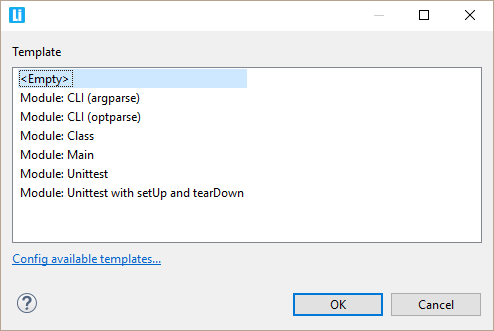 Template
<Empty>
Module: CLI (argparse)
Module: CLI (optparse)
Module: Class
Module: Main
Module: Unittest
Module: Unittest with setUp and tearDown
Config available templates...
?
OK
Cancel